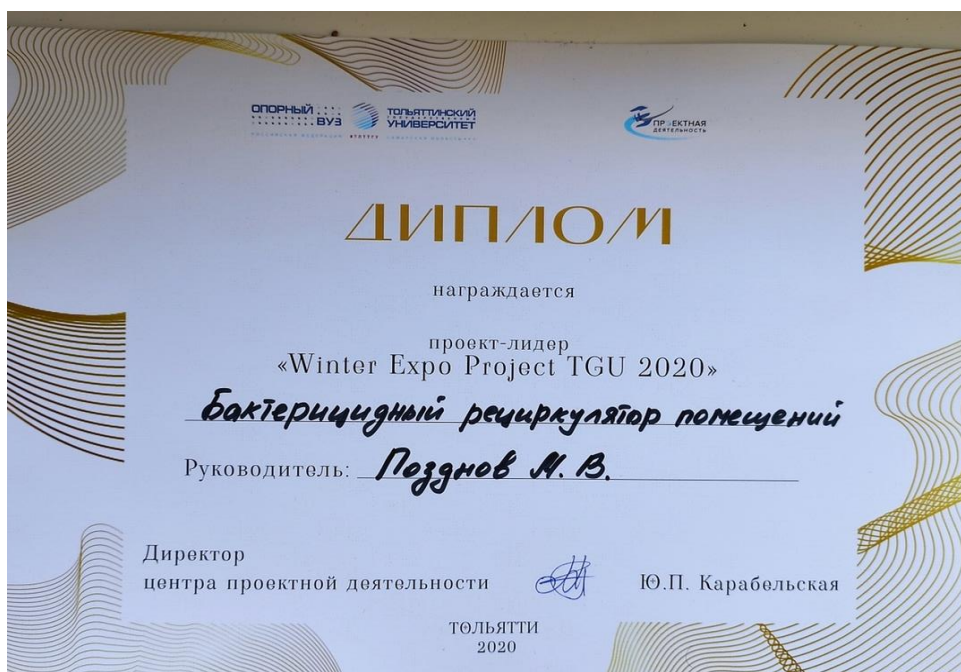 ОПОРНЫЙ ВУЗ
ТОЛЬЯТТИНСКИЙ
УНИВЕРСИТЕТ
ПРОЕКТНАЯ
ДЕЯТЕЛЬНОСТЬ
ДИПЛОМ
награждается
проект-лидер
«Winter Expo Project TGU 2020»
Бактерицидный рециркулятор помещений
Руководитель: Позднов М. В.
Директор
центра проектной деятельности Ю.П. Карабельская
ТОЛЬЯТТИ
2020